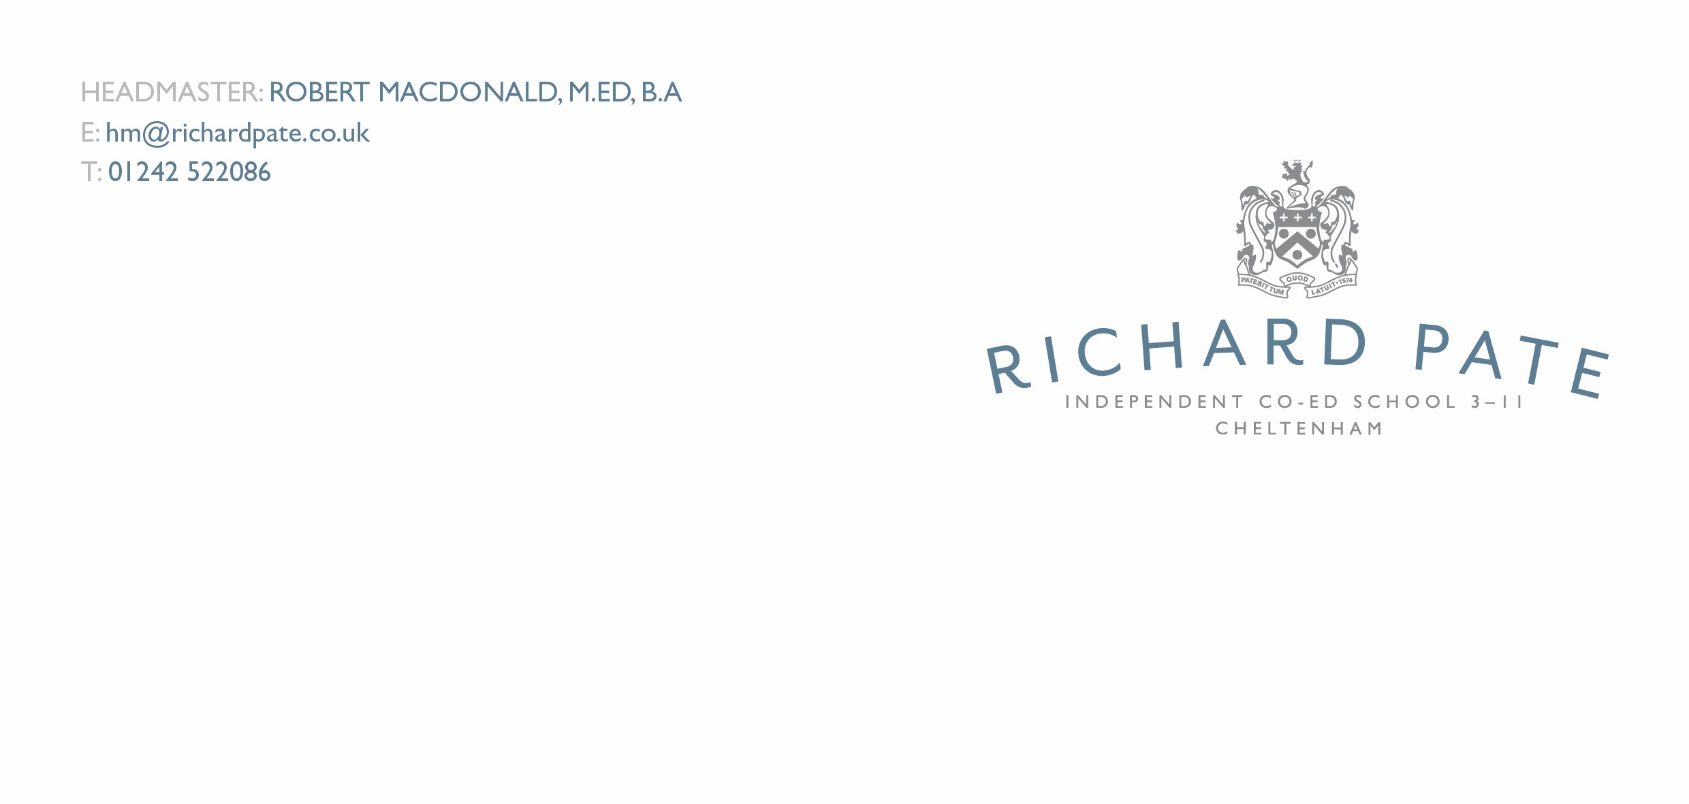 HEADMASTER: ROBERT MACDONALD, M.ED, B.A
E: hm@richardpate.co.uk
T: 01242 522086
PATEBIT TUM QUOD LATUIT•1574
RICHARD PATE
INDEPENDENT CO-ED SCHOOL 3–11
CHELTENHAM